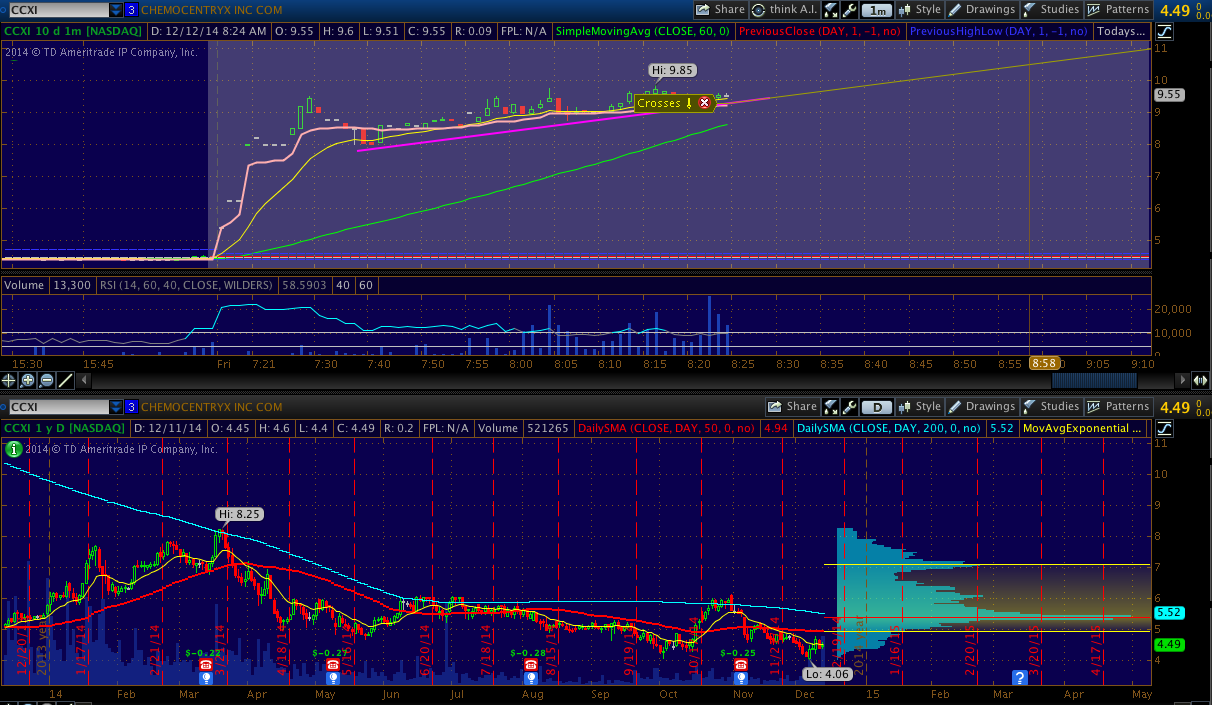 CCXI 3 CHEMOCENTRYX INC COM Share think A.I. 1m Style Drawings Studies Patterns 4.49 0. 0.0
CCXI 10 d 1m [NASDAQ] D: 12/12/14 8:24 AM O: 9.55 H: 9.6 L: 9.51 C: 9.55 R: 0.09 FPL: N/A SimpleMovingAvg (CLOSE, 60, 0) PreviousClose (DAY, 1, -1, no) PreviousHighLow (DAY, 1, -1, no) Todays...
2014 © TD Ameritrade IP Company, Inc.
11
Hi: 9.85
10
9.55
Crosses
9
8
7
6
5
Volume 13,300 RSI (14, 60, 40, CLOSE, WILDERS) 58.5903 40 60
20,000
10,000
0
15:30 15:45 Fri 7:21 7:30 7:40 7:47 7:55 8:00 8:05 8:10 8:15 8:20 8:25 8:30 8:35 8:40 8:45 8:50 8:55 8:58 9:05 9:10
CCXI 3 CHEMOCENTRYX INC COM Share D Style Drawings Studies Patterns 4.49 0. 0.0
CCXI 1 y D [NASDAQ] D: 12/11/14 O: 4.45 H: 4.6 L: 4.4 C: 4.49 R: 0.2 FPL: N/A Volume 521265 DailySMA (CLOSE, DAY, 50, 0, no) 4.94 DailySMA (CLOSE, DAY, 200, 0, no) 5.52 MovAvgExponential ...
2014 © TD Ameritrade IP Company, Inc.
11
10
9
Hi: 8.25
8
7
6
5.52
5
4.49
4
12/20/1
2013 year
1/17/14
2/21/14
4/18/14
6/20/14
7/18/14
8/15/14
9/19/14
11/2
1/16/15
2/20/15
3/20/15
4/17/15
$-0.22 $-0.27 $-0.28 $-0.25
Lo: 4.06
14 Feb Mar Apr May Jun Jul Aug Sep Oct Nov Dec 15 Feb Mar Apr May